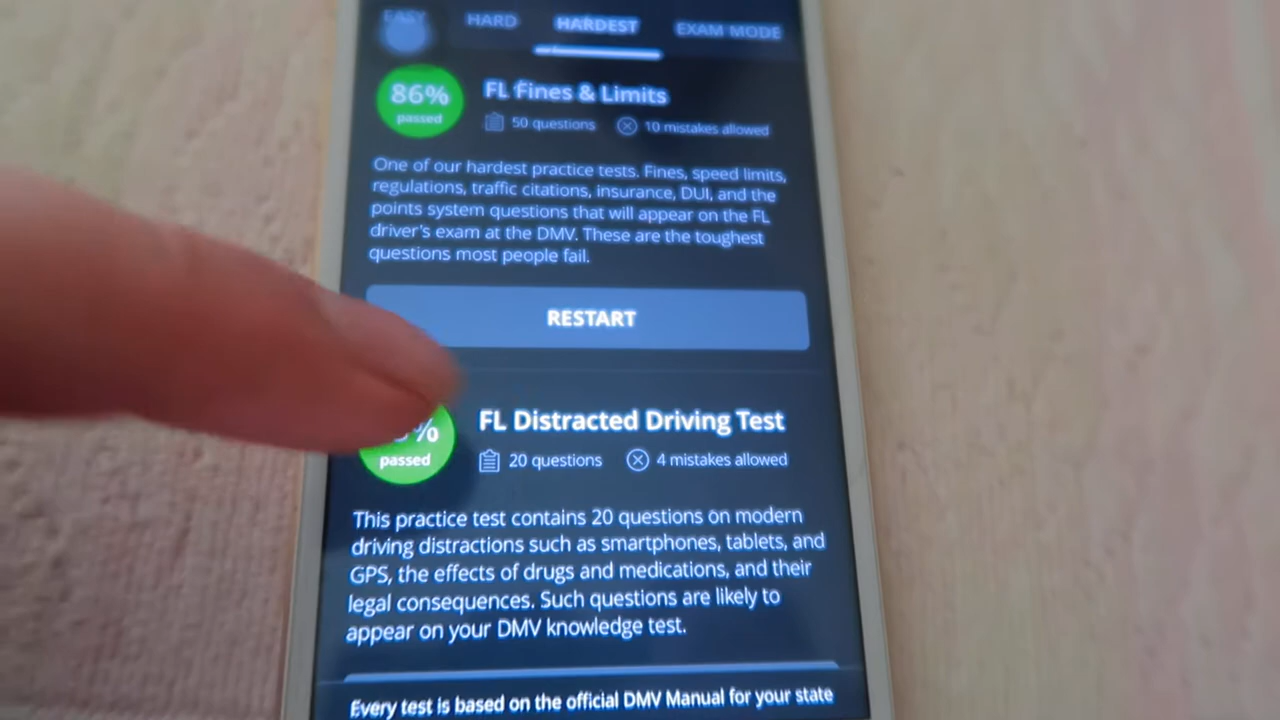 EASY HARD HARDEST EXAM MODE
86%
passed
FL Fines & Limits
50 questions 10 mistakes allowed
One of our hardest practice tests. Fines, speed limits,
regulations, traffic citations, insurance, DUI, and the
points system questions that will appear on the FL
driver's exam at the DMV. These are the toughest
questions most people fail.
RESTART
%
passed
FL Distracted Driving Test
20 questions 4 mistakes allowed
This practice test contains 20 questions on modern
driving distractions such as smartphones, tablets, and
GPS, the effects of drugs and medications, and their
legal consequences. Such questions are likely to
appear on your DMV knowledge test.
Every test is based on the official DMV Manual for your state